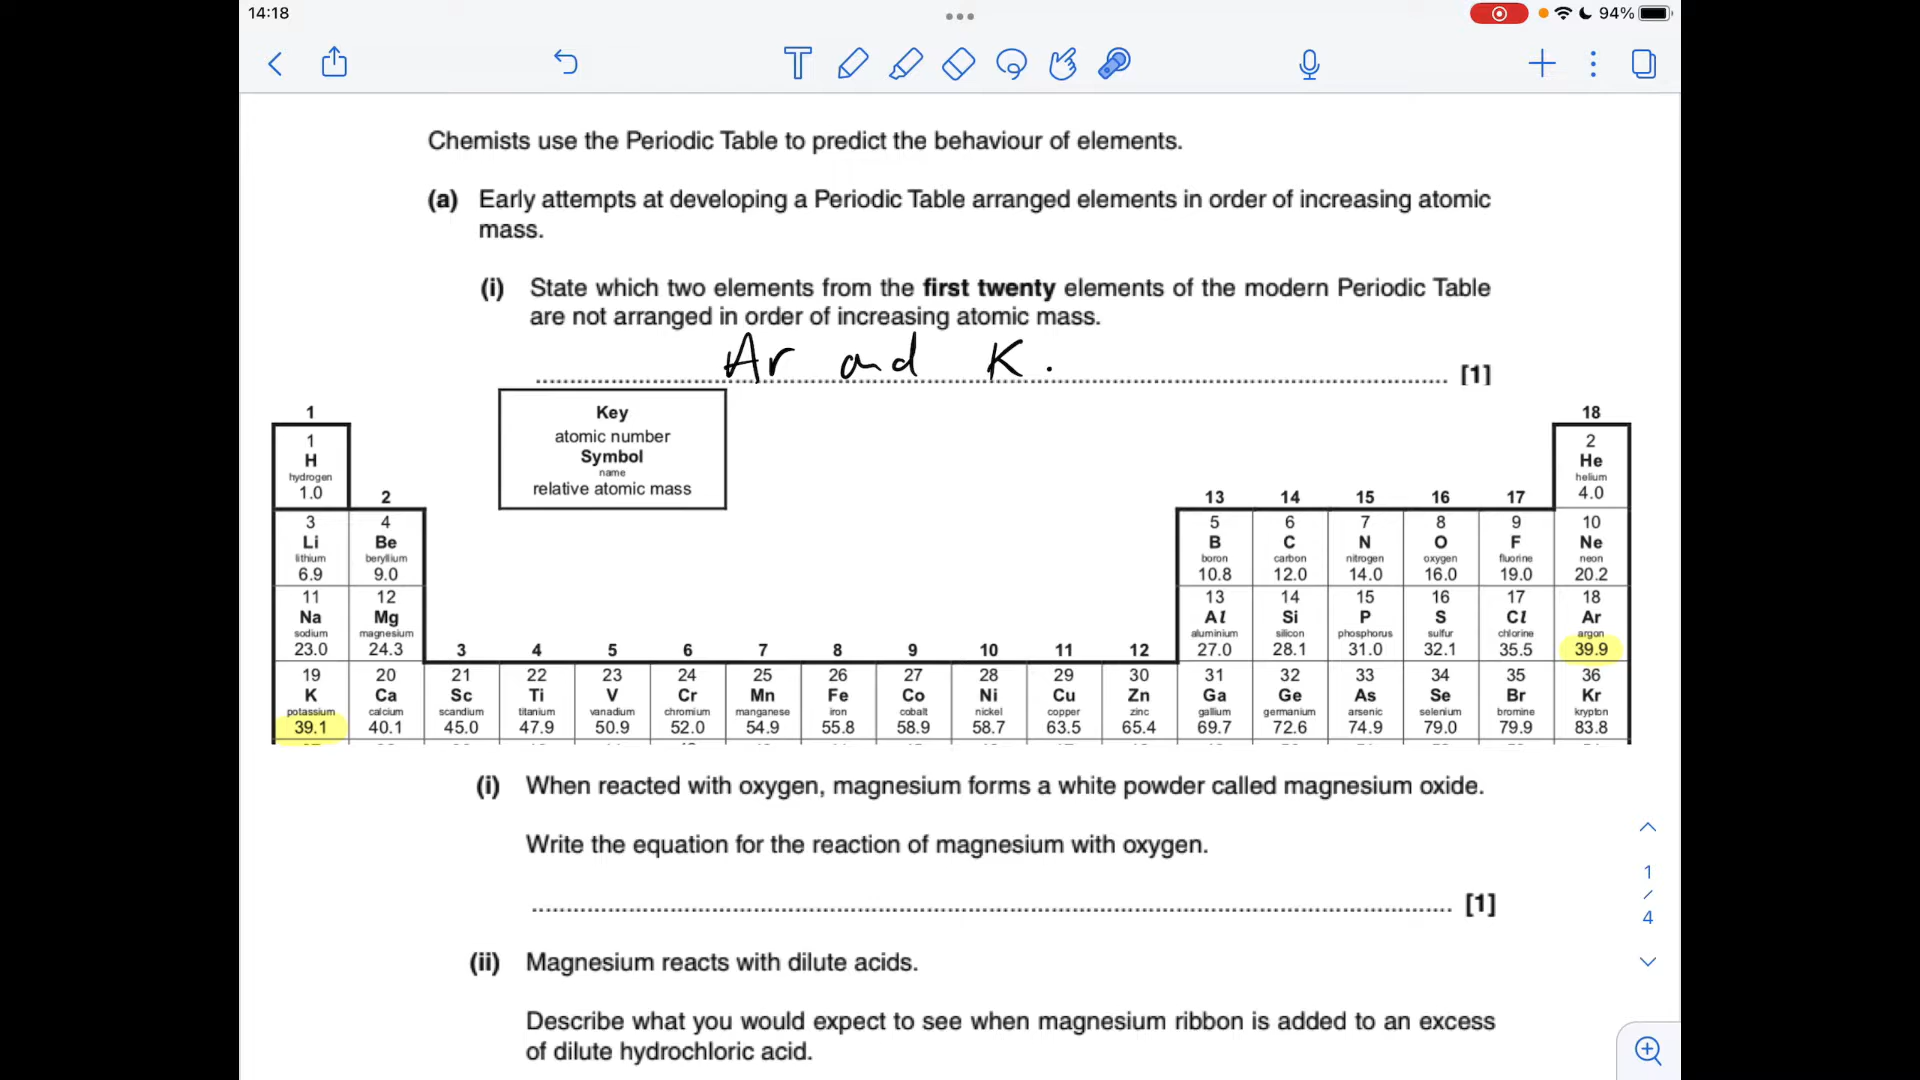 14:18
94%
Chemists use the Periodic Table to predict the behaviour of elements.
(a) Early attempts at developing a Periodic Table arranged elements in order of increasing atomic
mass.
(i) State which two elements from the first twenty elements of the modern Periodic Table
are not arranged in order of increasing atomic mass.
Ar and K.
[1]
Key
atomic number
Symbol
name
relative atomic mass
1 18
1 2
H He
hydrogen helium
1.0 4.0
2 13 14 15 16 17
3 4 5 6 7 8 9 10
Li Be B C N O F Ne
lithium beryllium boron carbon nitrogen oxygen fluorine neon
6.9 9.0 10.8 12.0 14.0 16.0 19.0 20.2
11 12 13 14 15 16 17 18
Na Mg Al Si P S Cl Ar
sodium magnesium aluminium silicon phosphorus sulfur chlorine argon
23.0 24.3 3 4 5 6 7 8 9 10 11 12 27.0 28.1 31.0 32.1 35.5 39.9
19 20 21 22 23 24 25 26 27 28 29 30 31 32 33 34 35 36
K Ca Sc Ti V Cr Mn Fe Co Ni Cu Zn Ga Ge As Se Br Kr
potassium calcium scandium titanium vanadium chromium manganese iron cobalt nickel copper zinc gallium germanium arsenic selenium bromine krypton
39.1 40.1 45.0 47.9 50.9 52.0 54.9 55.8 58.9 58.7 63.5 65.4 69.7 72.6 74.9 79.0 79.9 83.8
(i) When reacted with oxygen, magnesium forms a white powder called magnesium oxide.
Write the equation for the reaction of magnesium with oxygen.
[1]
(ii) Magnesium reacts with dilute acids.
Describe what you would expect to see when magnesium ribbon is added to an excess
of dilute hydrochloric acid.
1
/
4